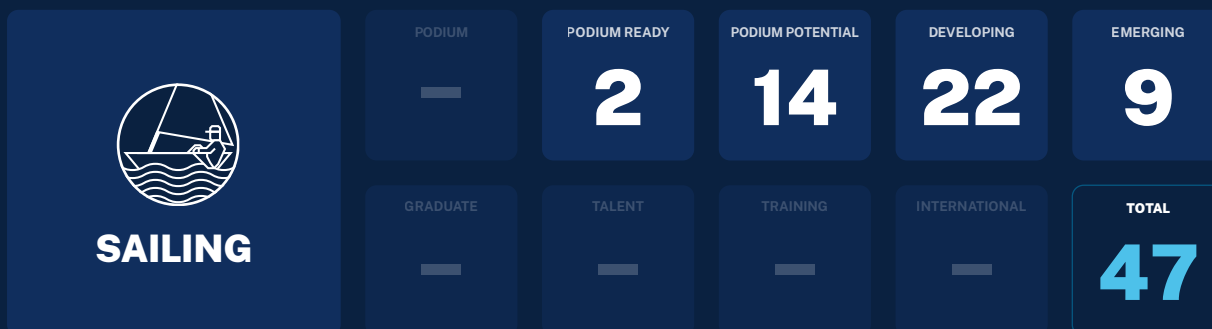 PODIUM
PODIUM READY
2
PODIUM POTENTIAL
14
DEVELOPING
22
EMERGING
9
SAILING
GRADUATE
TALENT
TRAINING
INTERNATIONAL
TOTAL
47